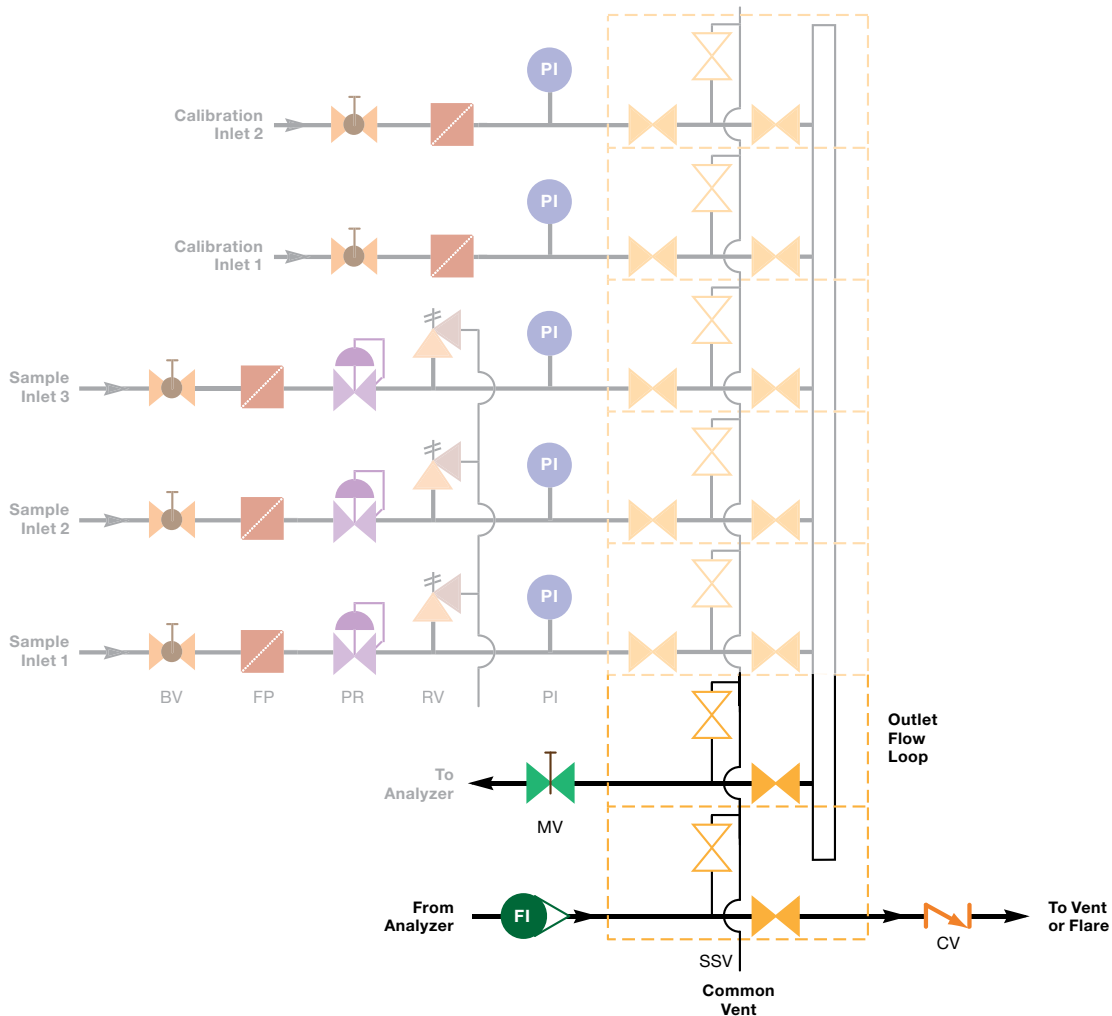 PI
Calibration
Inlet 2
PI
Calibration
Inlet 1
PI
Sample
Inlet 3
PI
Sample
Inlet 2
PI
Sample
Inlet 1
BV
FP
PR
RV
PI
Outlet
Flow
Loop
To
Analyzer
MV
From
Analyzer
FI
To Vent
or Flare
CV
SSV
Common
Vent